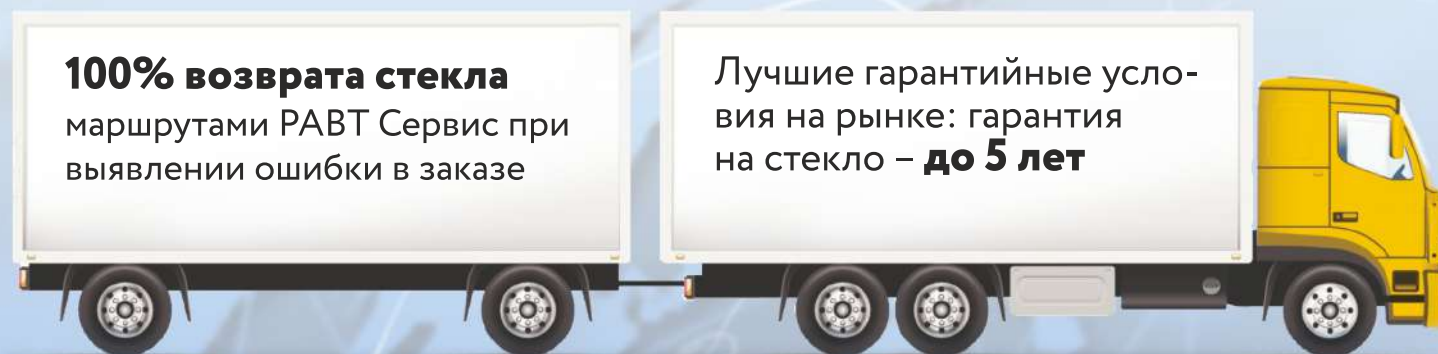 100% возврата стекла
маршрутами РАВТ Сервис при
выявлении ошибки в заказе
Лучшие гарантийные усло-
вия на рынке: гарантия
на стекло – до 5 лет